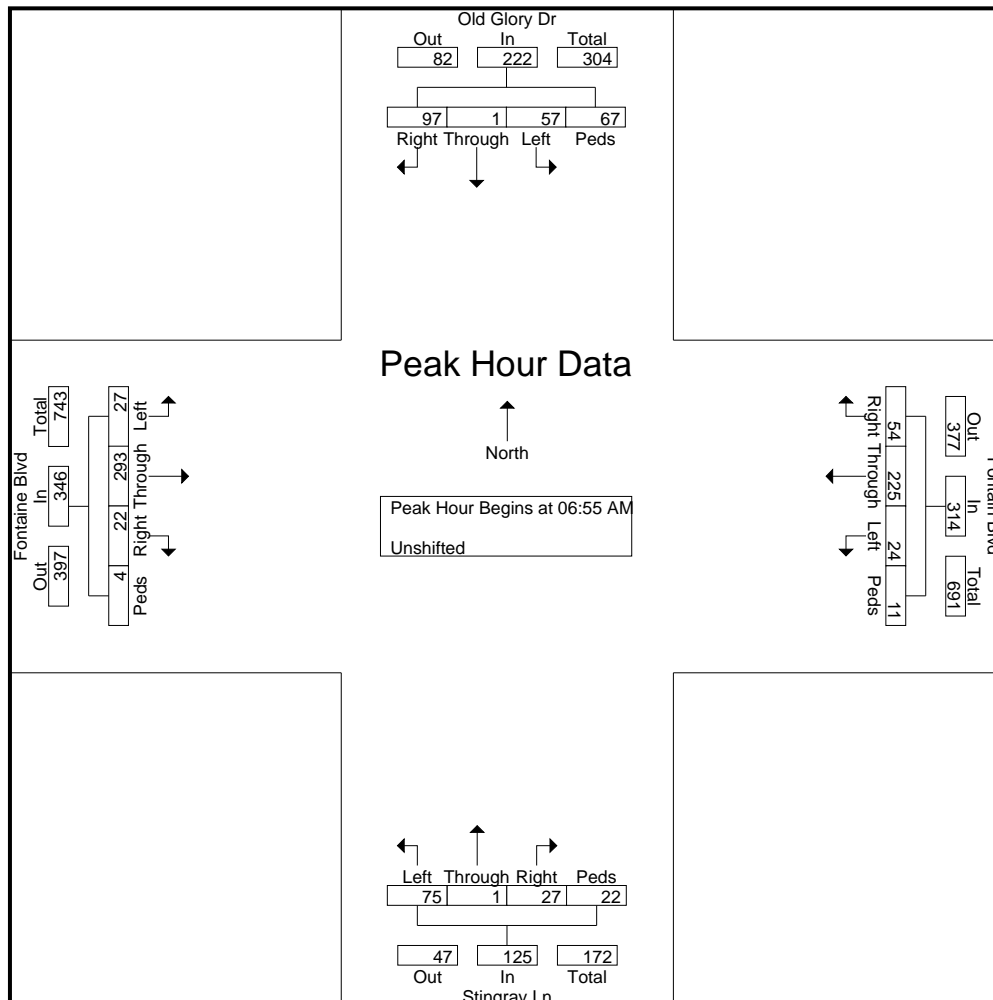 Old Glory Dr
Out In Total
82 222 304
97 1 57 67
Right Through Left Peds
Peak Hour Data
North
Peak Hour Begins at 06:55 AM
Unshifted
Fontaine Blvd
Out In Total
397 346 743
4 22 293 27
Peds Right Through Left
Right Through Left Peds
54 225 24 11
Out In Total
377 314 691
Blvd
Left Through Right Peds
75 1 27 22
47 125 172
Out In Total
Stingray Ln